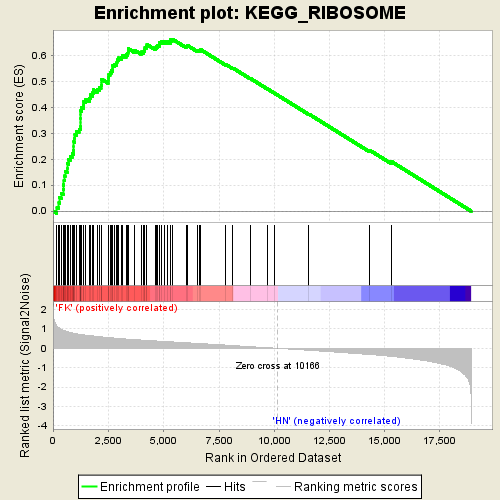 Enrichment plot: KEGG_RIBOSOME
Enrichment score (ES)
0.6
0.5
0.4
0.3
0.2
0.1
0.0
'FK' (positively correlated)
Ranked list metric (Signal2Noise)
2
1
0
-1
-2
-3
-4
Zero cross at 10166
'HN' (negatively correlated)
0 2,500 5,000 7,500 10,000 12,500 15,000 17,500
Rank in Ordered Dataset
Enrichment profile Hits Ranking metric scores